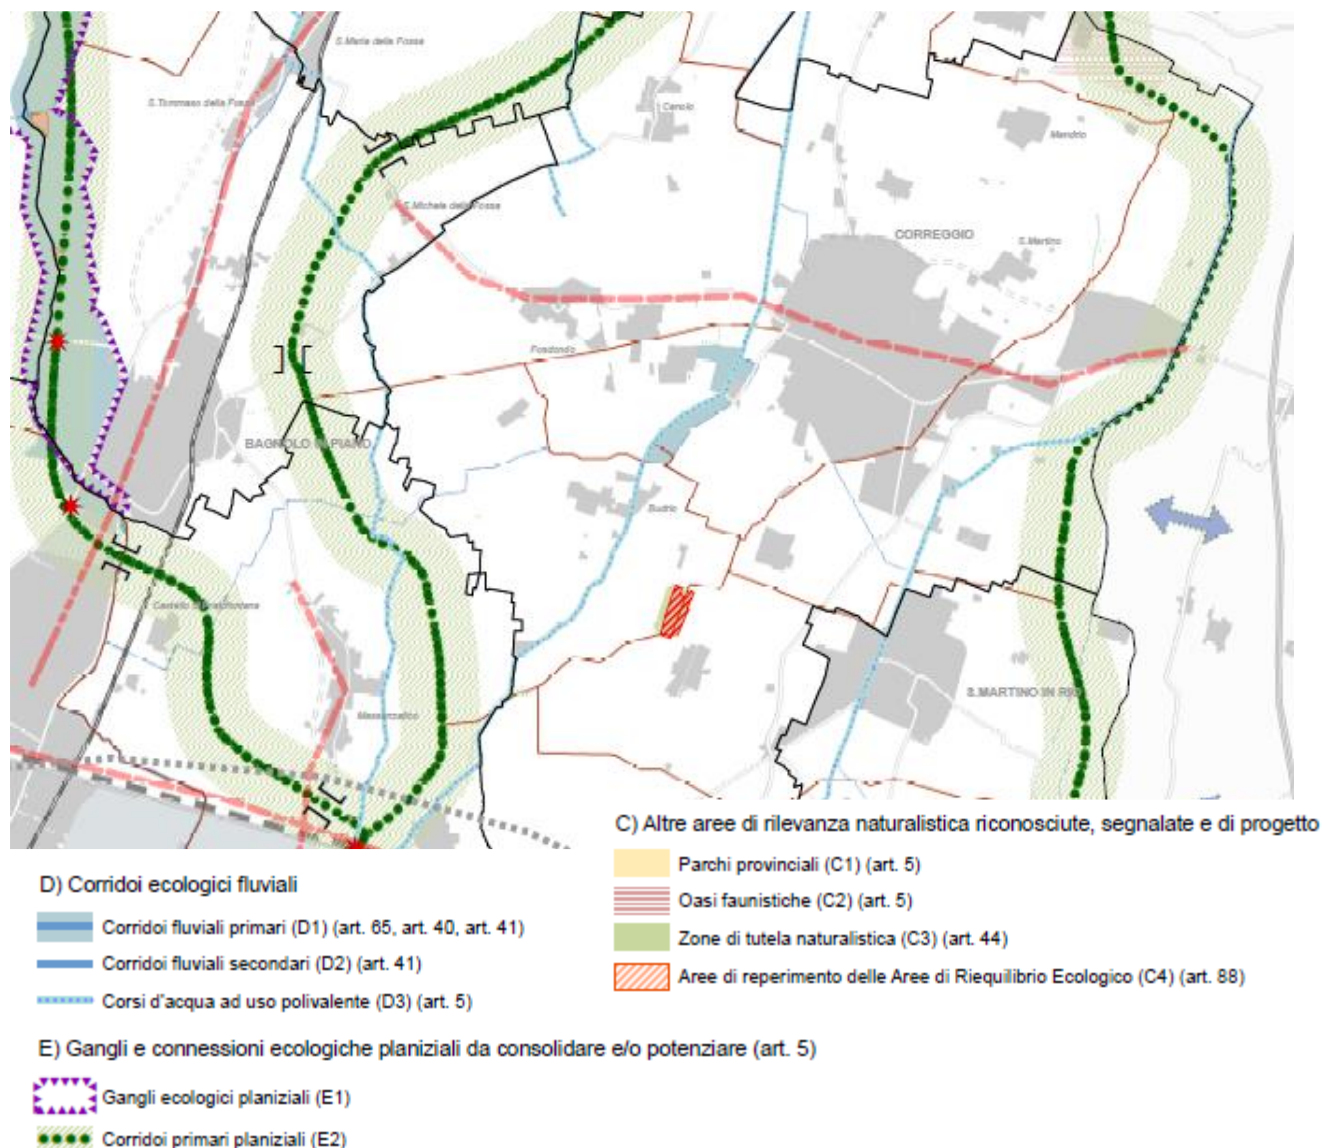 S.Maria della Fossa
S.Tommaso della Fossa
Canolo
Mandrio
S.Michele della Fossa
CORREGGIO
S.Martino
Fosdondo
BAGNOLO IN PIANO
Budrio
Massenzatico
S.MARTINO IN RIO
C) Altre aree di rilevanza naturalistica riconosciute, segnalate e di progetto
Parchi provinciali (C1) (art. 5)
Oasi faunistiche (C2) (art. 5)
Zone di tutela naturalistica (C3) (art. 44)
Aree di reperimento delle Aree di Riequilibrio Ecologico (C4) (art. 88)
D) Corridoi ecologici fluviali
Corridoi fluviali primari (D1) (art. 65, art. 40, art. 41)
Corridoi fluviali secondari (D2) (art. 41)
Corsi d'acqua ad uso polivalente (D3) (art. 5)
E) Gangli e connessioni ecologiche planiziali da consolidare e/o potenziare (art. 5)
Gangli ecologici planiziali (E1)
Corridoi primari planiziali (E2)